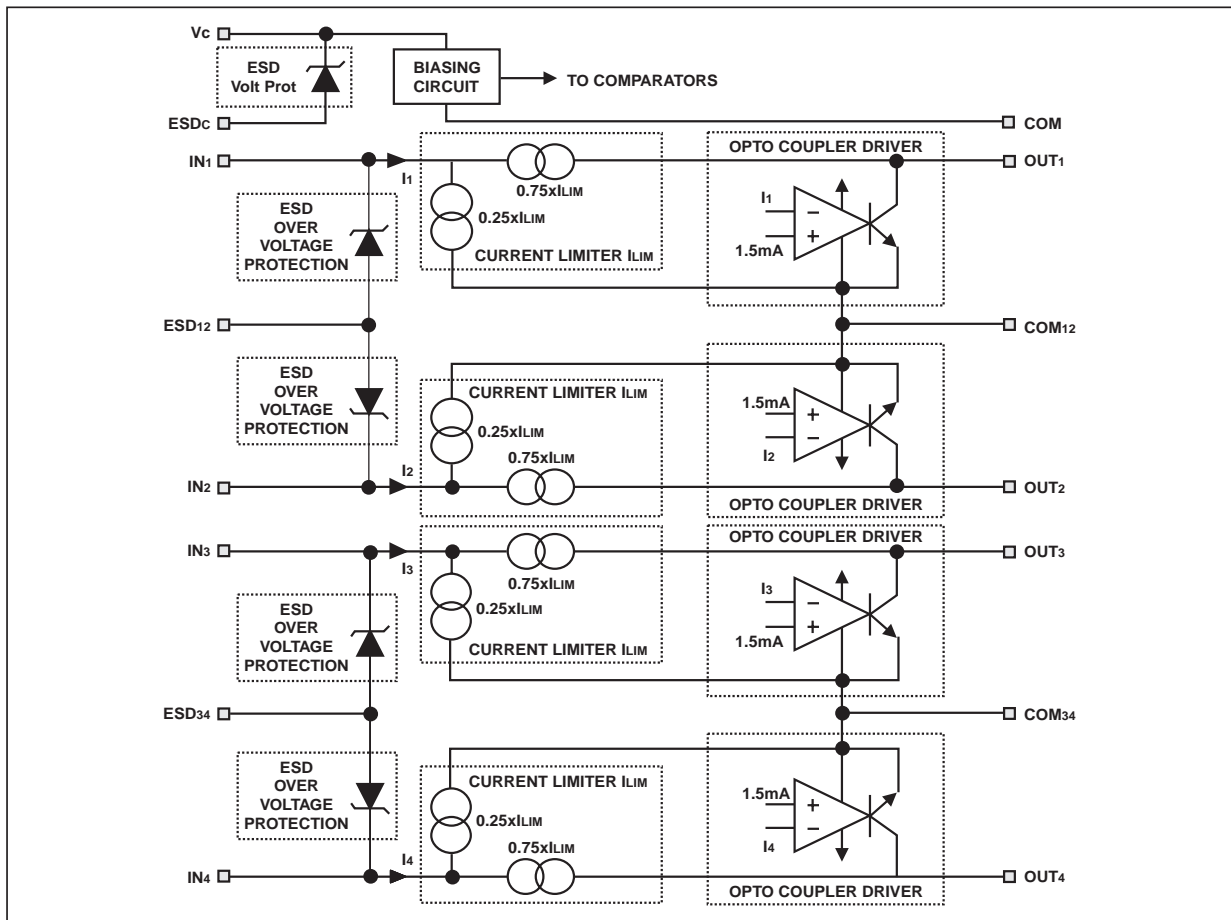 Vc
ESD
Volt Prot
BIASING
CIRCUIT
TO COMPARATORS
ESDC
COM
OPTO COUPLER DRIVER
IN1
I1
0.75xILIM
OUT1
ESD
OVER
VOLTAGE
PROTECTION
0.25xILIM
CURRENT LIMITER ILIM
I1
−
+
1.5mA
ESD12
COM12
ESD
OVER
VOLTAGE
PROTECTION
CURRENT LIMITER ILIM
0.25xILIM
0.75xILIM
1.5mA
+
−
I2
IN2
I2
OUT2
OPTO COUPLER DRIVER
OPTO COUPLER DRIVER
IN3
I3
0.75xILIM
OUT3
ESD
OVER
VOLTAGE
PROTECTION
0.25xILIM
CURRENT LIMITER ILIM
I3
−
+
1.5mA
ESD34
COM34
ESD
OVER
VOLTAGE
PROTECTION
CURRENT LIMITER ILIM
0.25xILIM
0.75xILIM
1.5mA
+
−
I4
IN4
I4
OUT4
OPTO COUPLER DRIVER